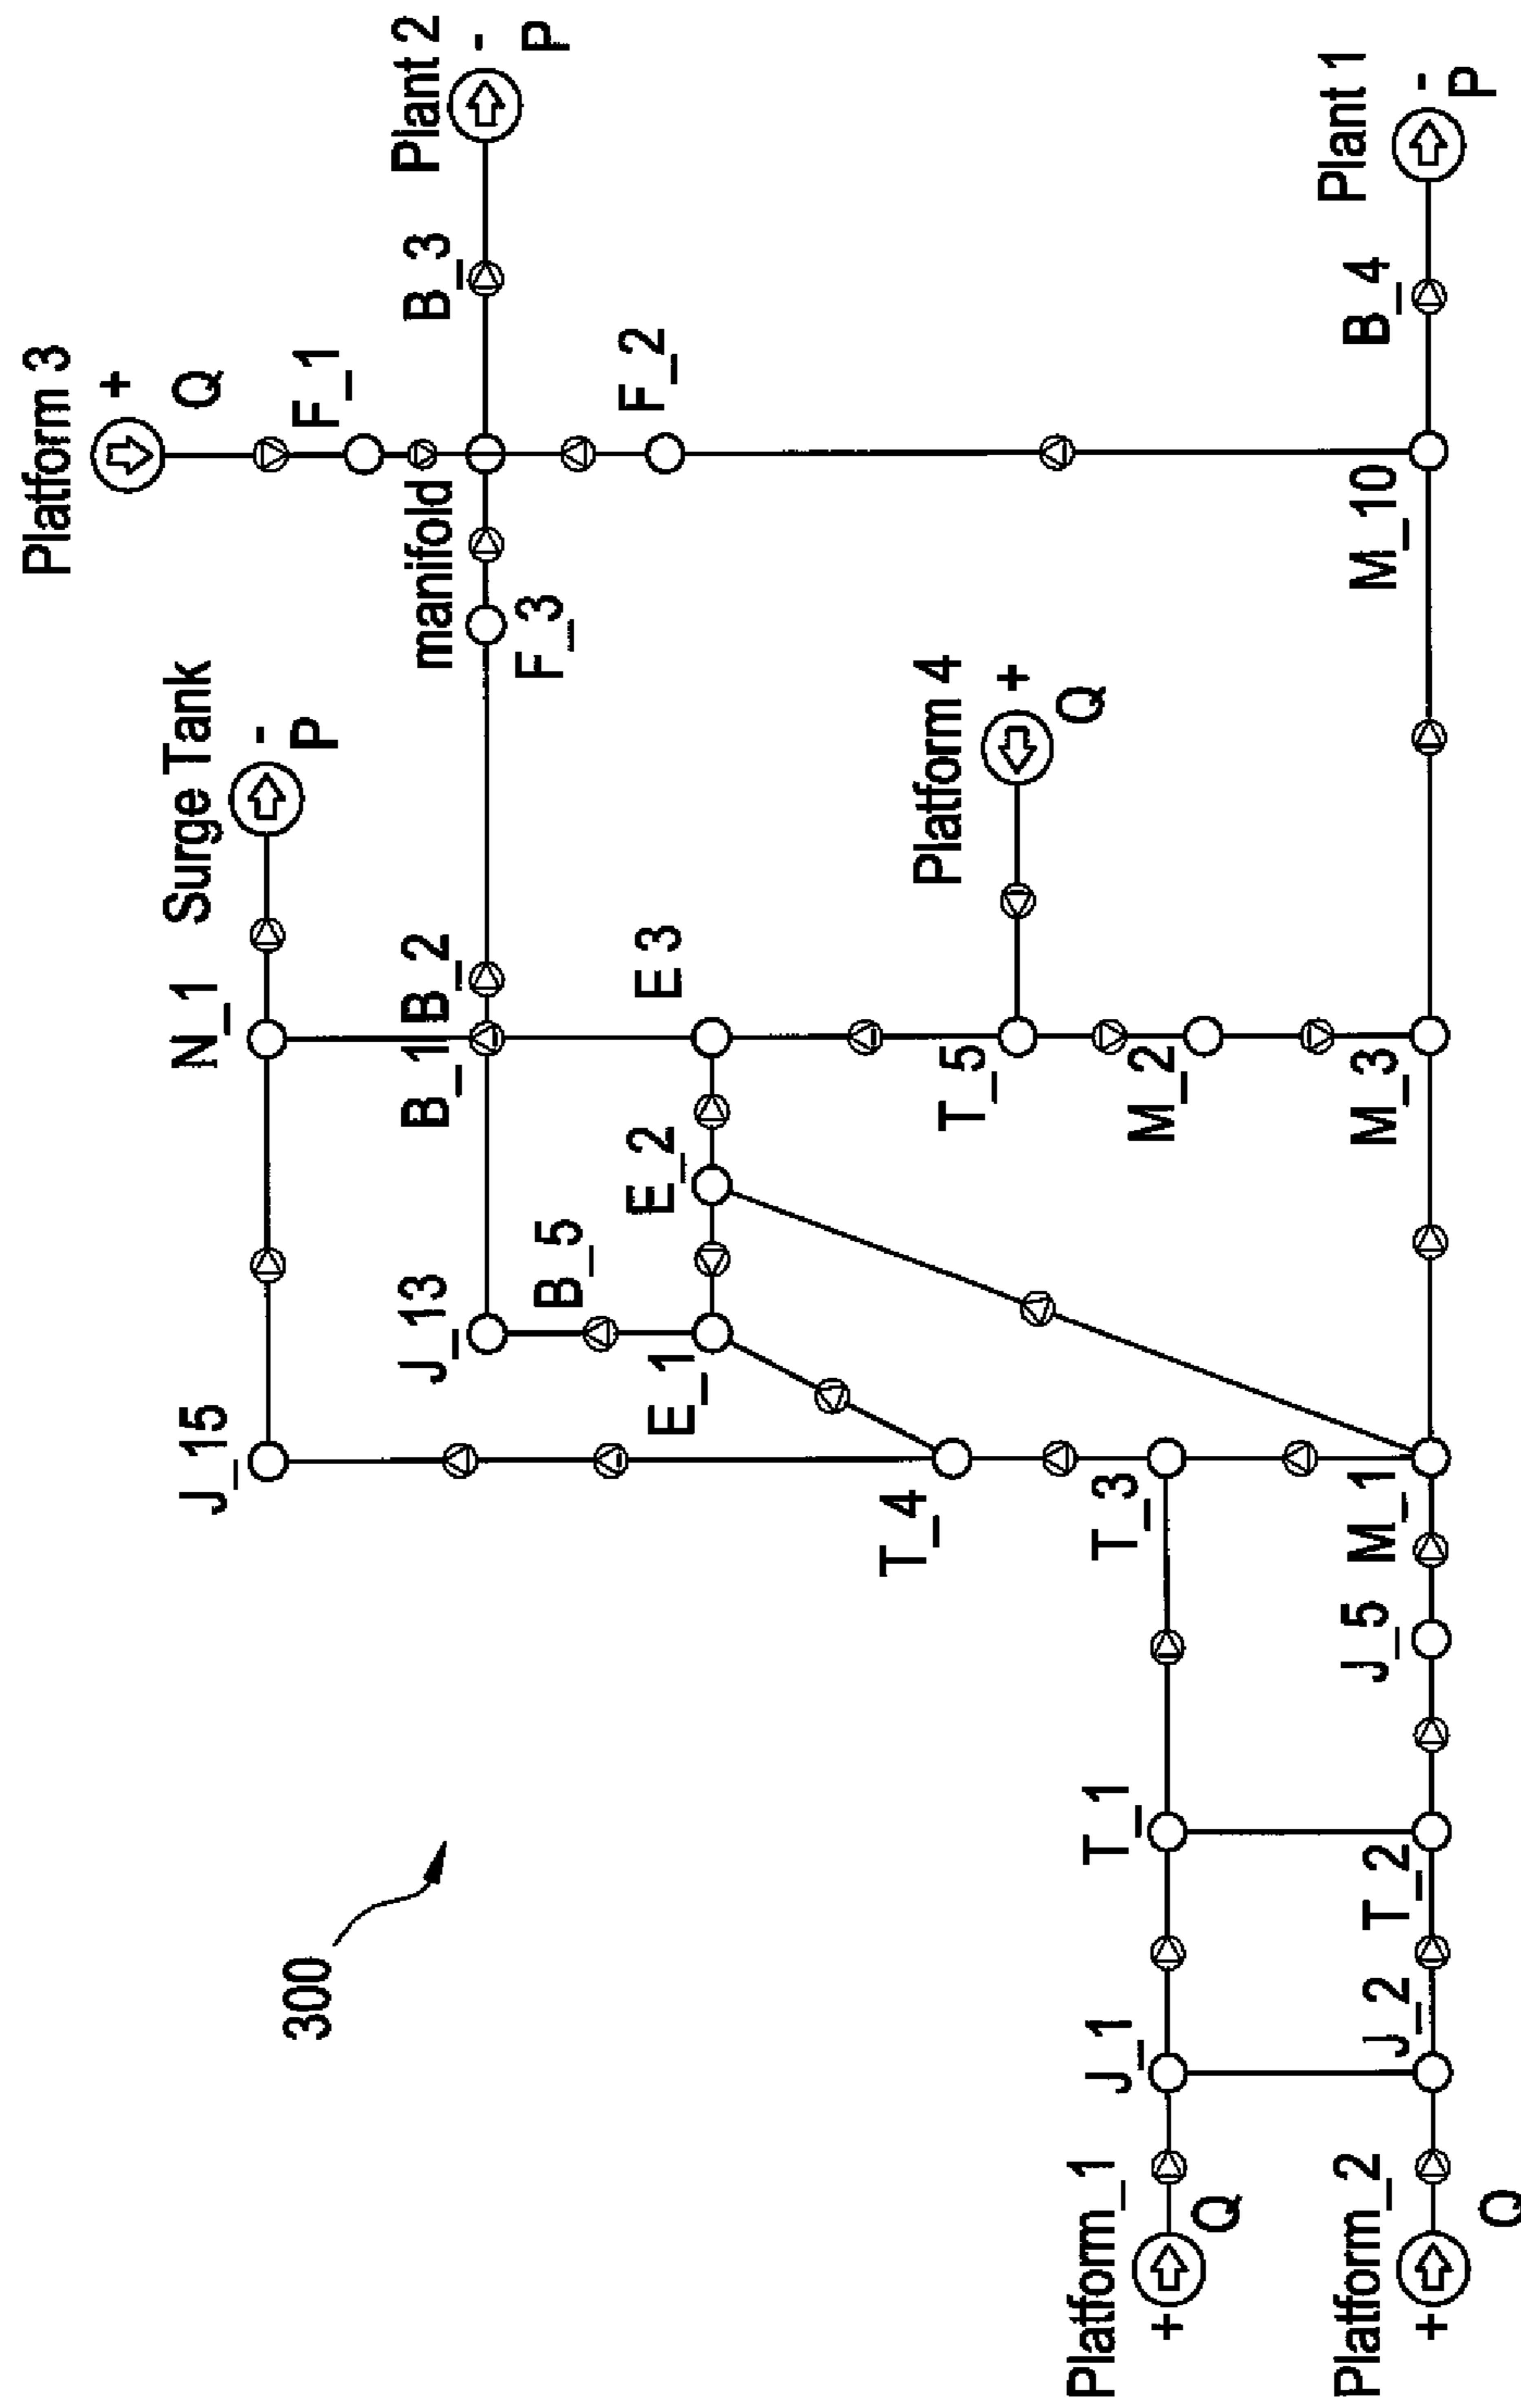 Platform 3
+
Q
F_1
Plant 2
-
P
B_3
manifold
F_3
F_2
Surge Tank
-
P
N_1
J_15
B_1
B_2
J_13
B_5
E_1
E_2
E 3
Platform 4
+
Q
T_5
M_2
M_3
M_10
B_4
Plant 1
-
P
T_4
T_3
M_1
J_5
T_1
T_2
J_1
J_2
Platform_1
+
Q
Platform_2
+
Q
300